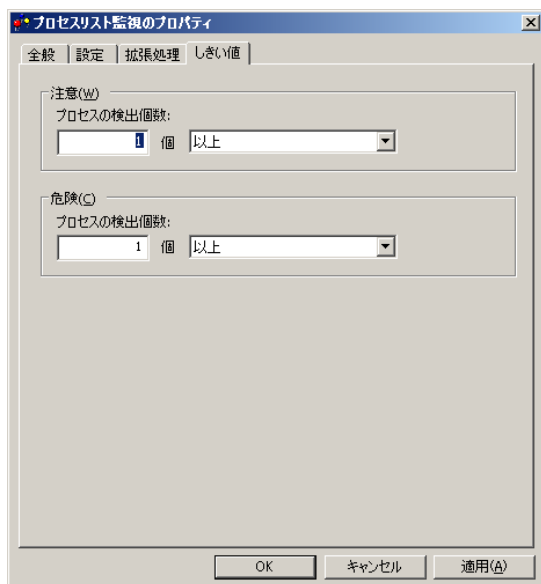 プロセスリスト監視のプロパティ
全般 設定 拡張処理 しきい値
注意(W)
プロセスの検出個数:
1 個 以上
危険(C)
プロセスの検出個数:
1 個 以上
OK キャンセル 適用(A)